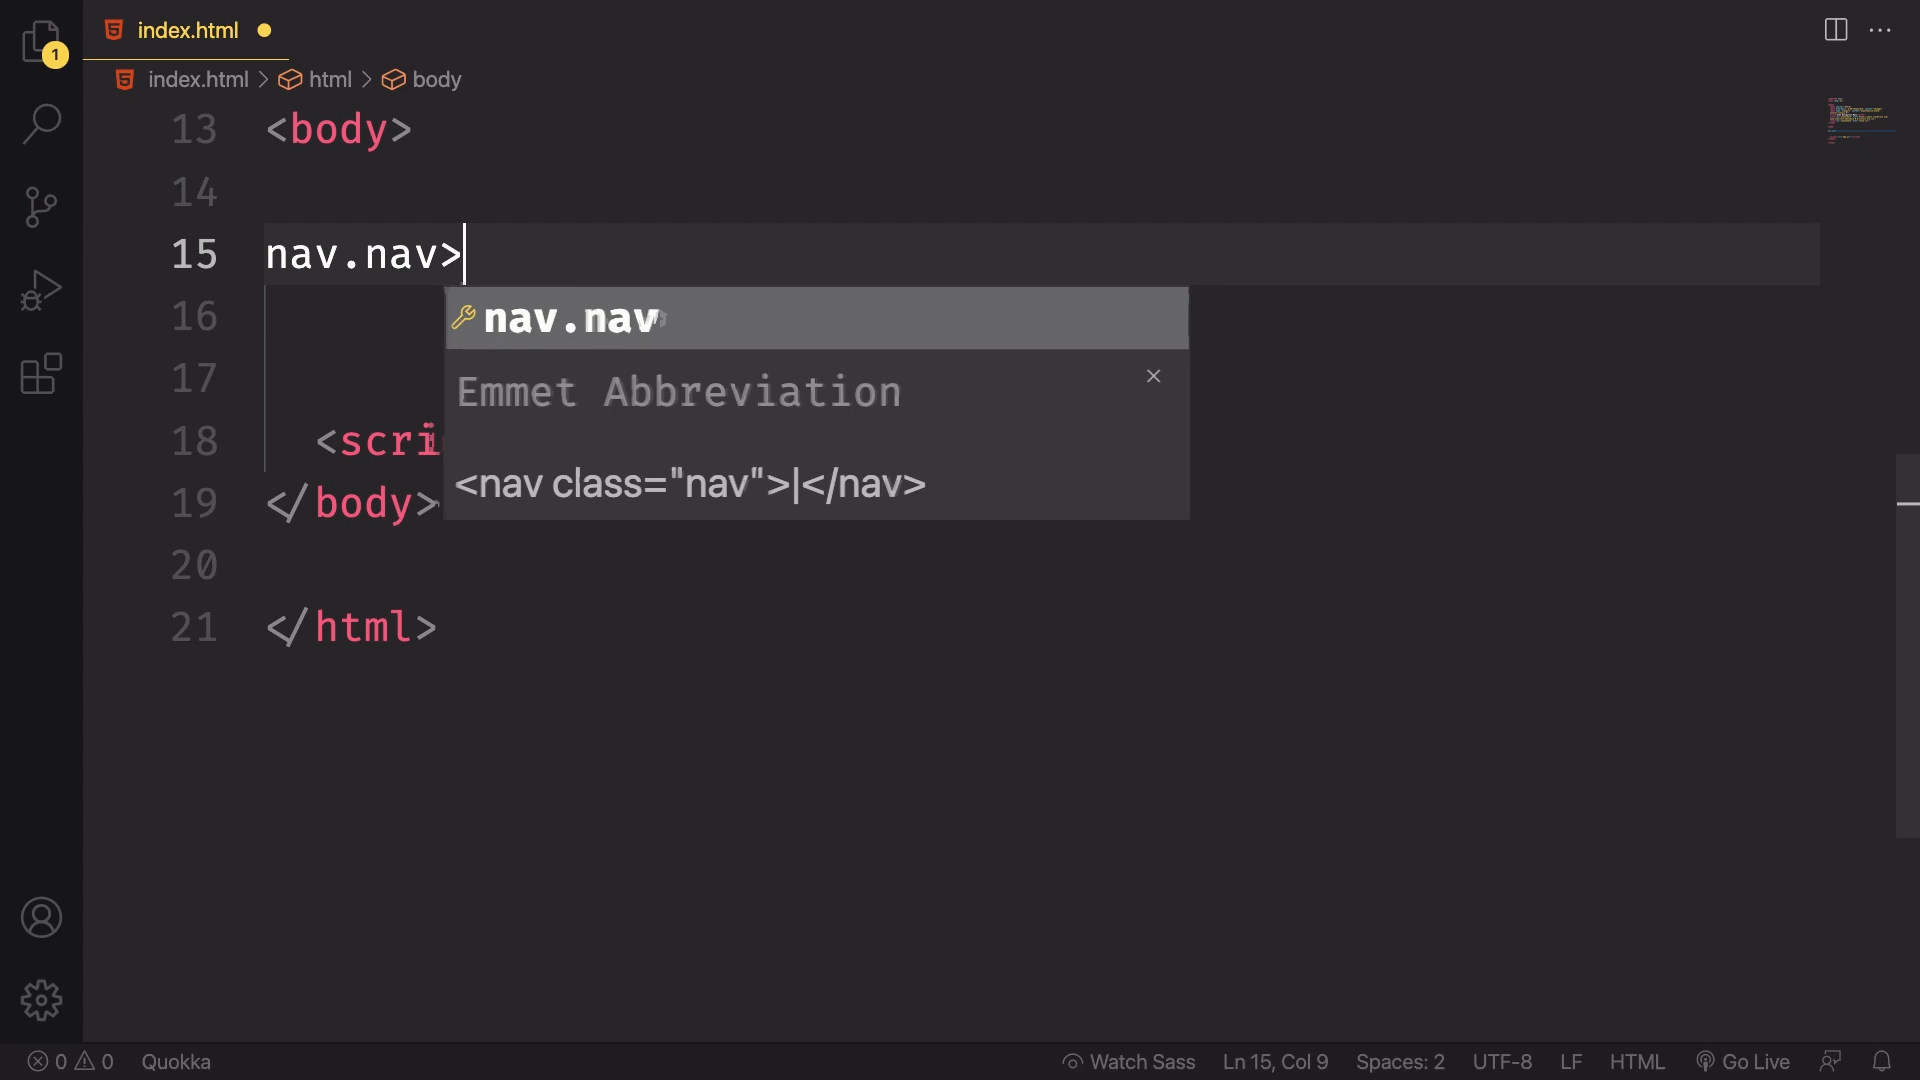 1
index.html
index.html > html > body
13 <body>
14
15 nav.nav>
nav.nav
16
Emmet Abbreviation
17
18 <scri
<nav class="nav">|</nav>
19 </body>
20
21 </html>
0 0 Quokka Watch Sass Ln 15, Col 9 Spaces: 2 UTF-8 LF HTML Go Live